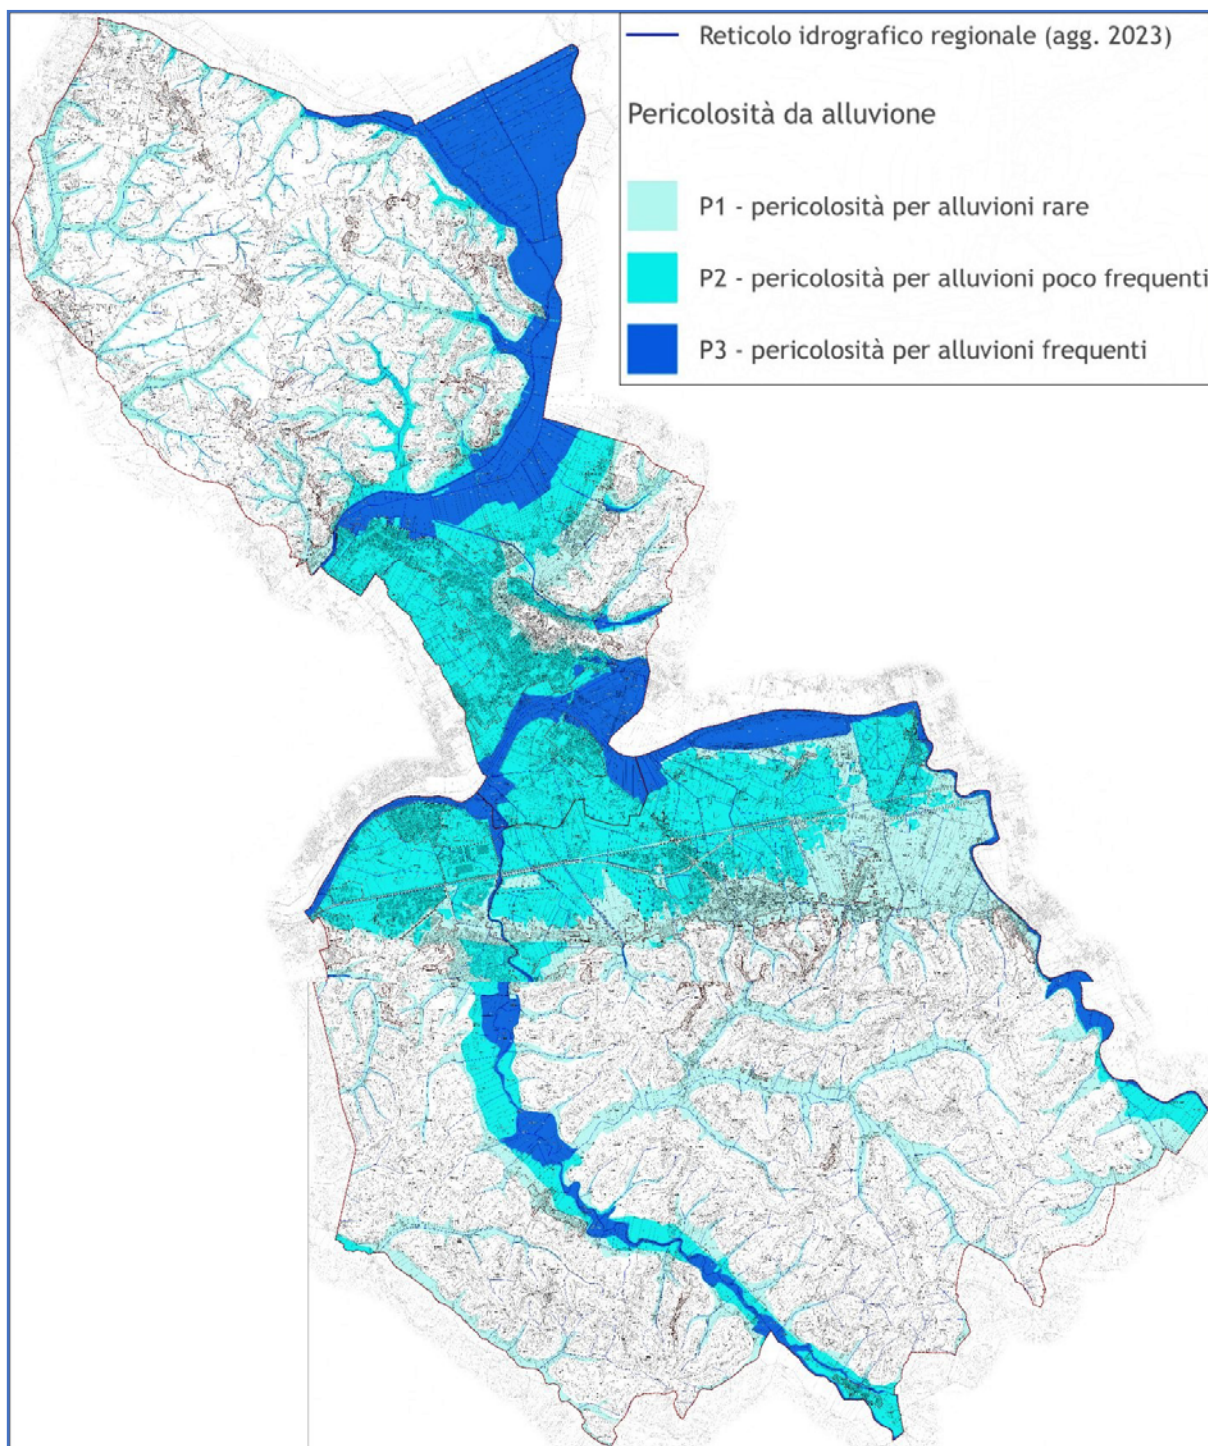 Reticolo idrografico regionale (agg. 2023)
Pericolosità da alluvione
P1 - pericolosità per alluvioni rare
P2 - pericolosità per alluvioni poco frequenti
P3 - pericolosità per alluvioni frequenti